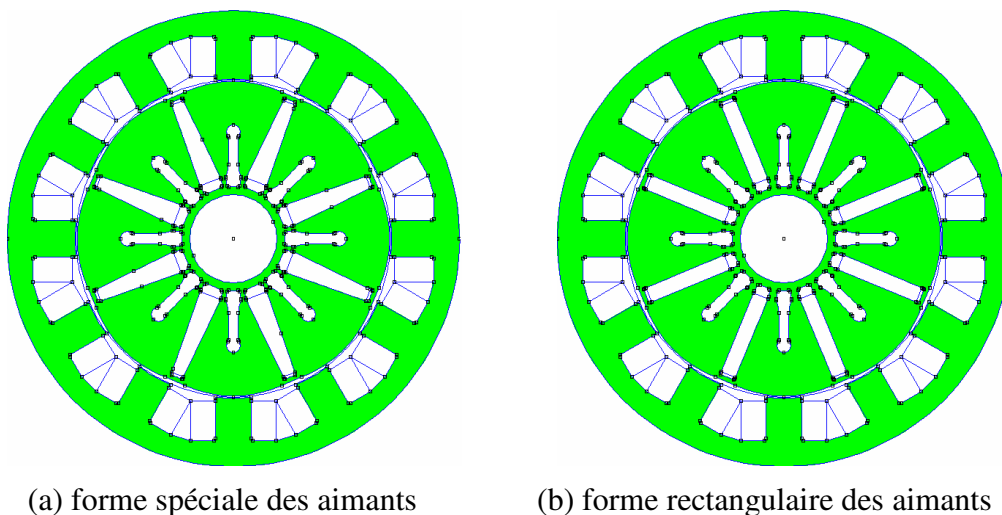 (a) forme spéciale des aimants
(b) forme rectangulaire des aimants